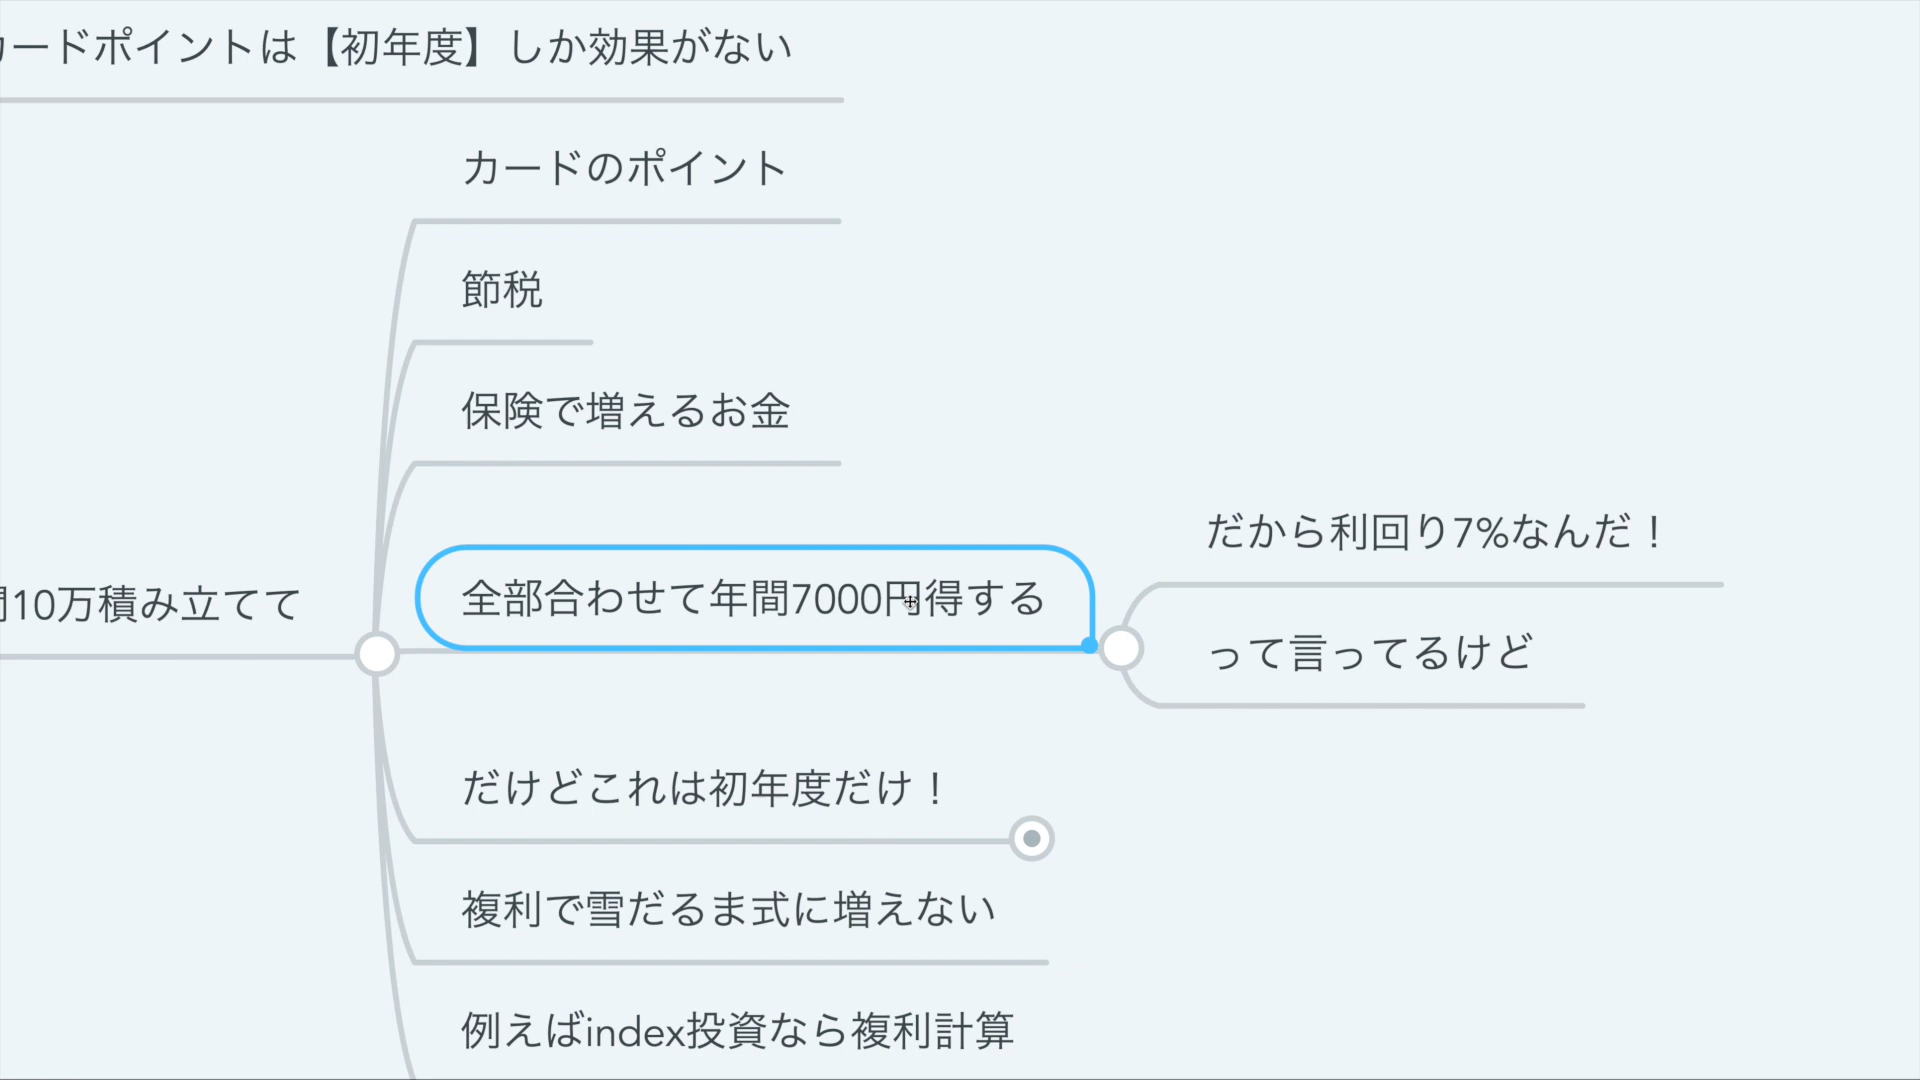 カードポイントは【初年度】しか効果がない
カードのポイント
節税
保険で増えるお金
だから利回り7%なんだ！
全部合わせて年間7000円得する
間10万積み立てて
って言ってるけど
だけどこれは初年度だけ！
複利で雪だるま式に増えない
例えばindex投資なら複利計算